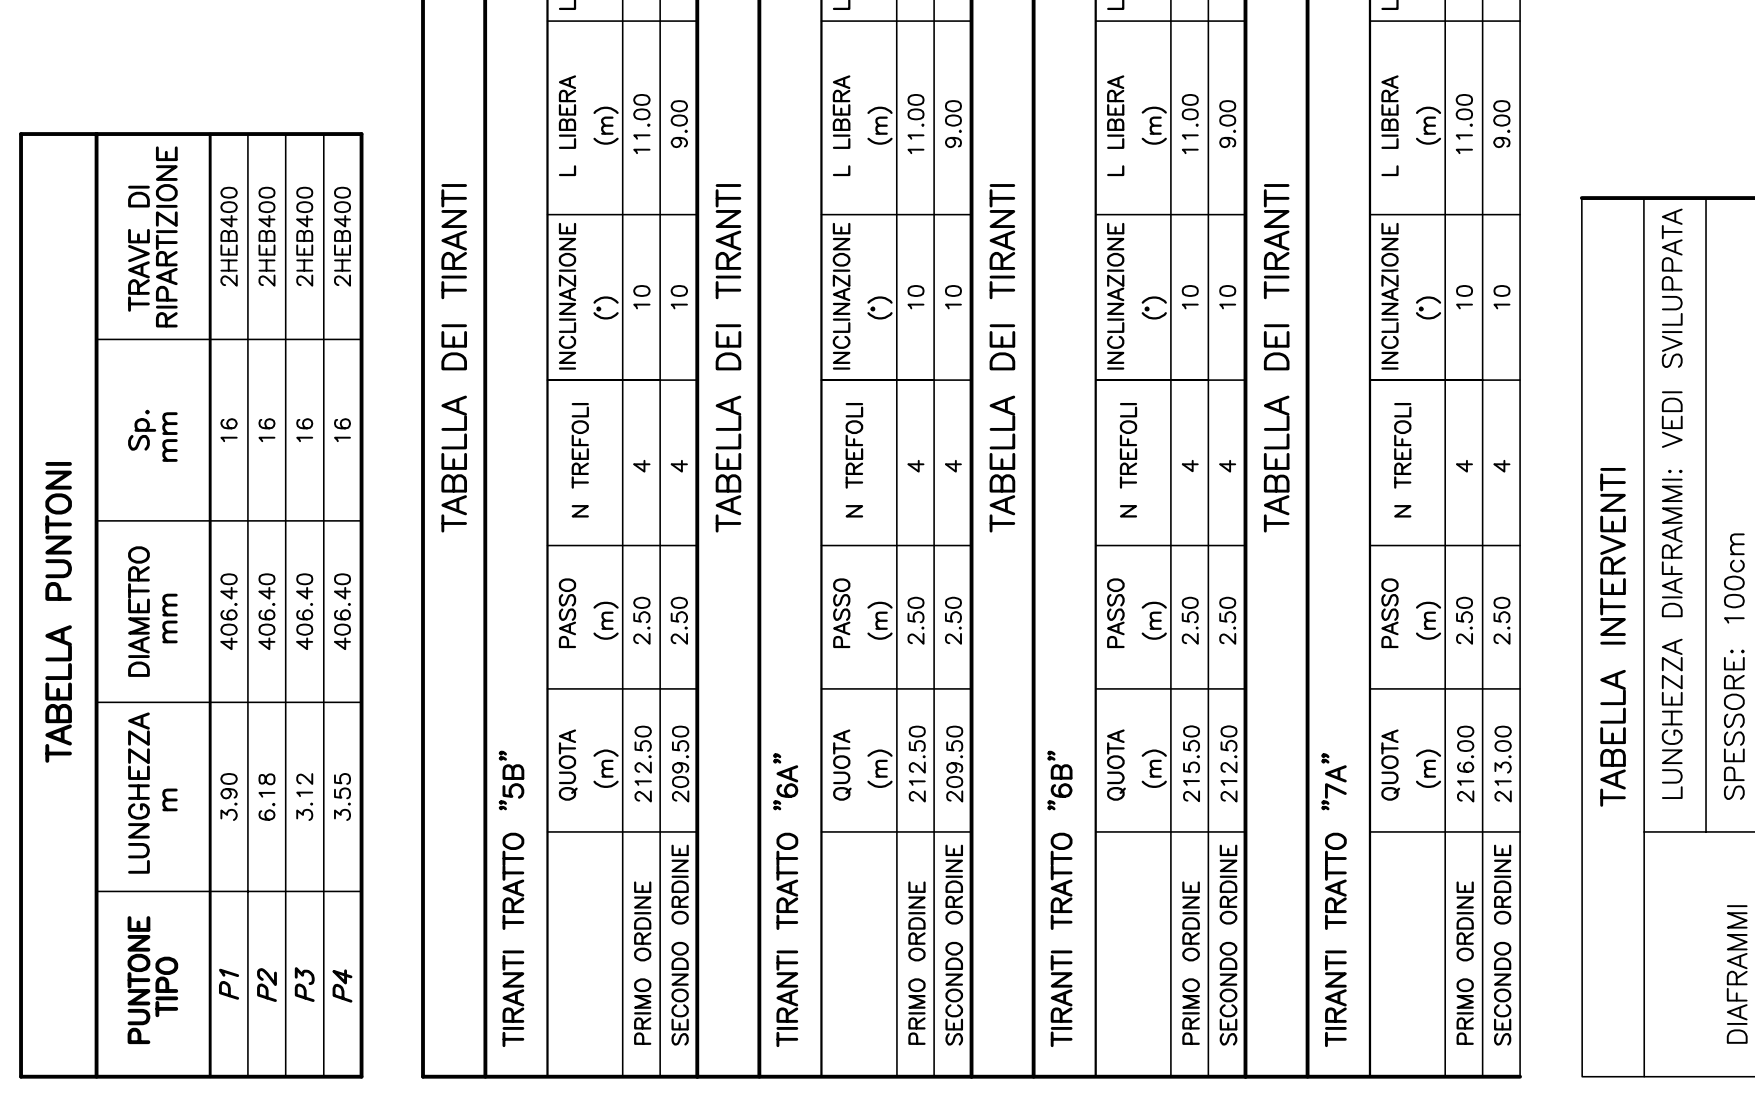 TABELLA PUNTONI
PUNTONE TIPO LUNGHEZZA m DIAMETRO mm Sp. mm TRAVE DI RIPARTIZIONE
P1 3.90 406.40 16 2HEB400
P2 6.18 406.40 16 2HEB400
P3 3.12 406.40 16 2HEB400
P4 3.55 406.40 16 2HEB400
TABELLA DEI TIRANTI
TIRANTI TRATTO "5B"
QUOTA (m) PASSO (m) N TREFOLI INCLINAZIONE (°) L LIBERA (m) L
PRIMO ORDINE 212.50 2.50 4 10 11.00
SECONDO ORDINE 209.50 2.50 4 10 9.00
TABELLA DEI TIRANTI
TIRANTI TRATTO "6A"
QUOTA (m) PASSO (m) N TREFOLI INCLINAZIONE (°) L LIBERA (m) L
PRIMO ORDINE 212.50 2.50 4 10 11.00
SECONDO ORDINE 209.50 2.50 4 10 9.00
TABELLA DEI TIRANTI
TIRANTI TRATTO "6B"
QUOTA (m) PASSO (m) N TREFOLI INCLINAZIONE (°) L LIBERA (m) L
PRIMO ORDINE 215.50 2.50 4 10 11.00
SECONDO ORDINE 212.50 2.50 4 10 9.00
TABELLA DEI TIRANTI
TIRANTI TRATTO "7A"
QUOTA (m) PASSO (m) N TREFOLI INCLINAZIONE (°) L LIBERA (m) L
PRIMO ORDINE 216.00 2.50 4 10 11.00
SECONDO ORDINE 213.00 2.50 4 10 9.00
TABELLA INTERVENTI
LUNGHEZZA DIAFRAMMI: VEDI SVILUPPATA
DIAFRAMMI SPESSORE: 100cm